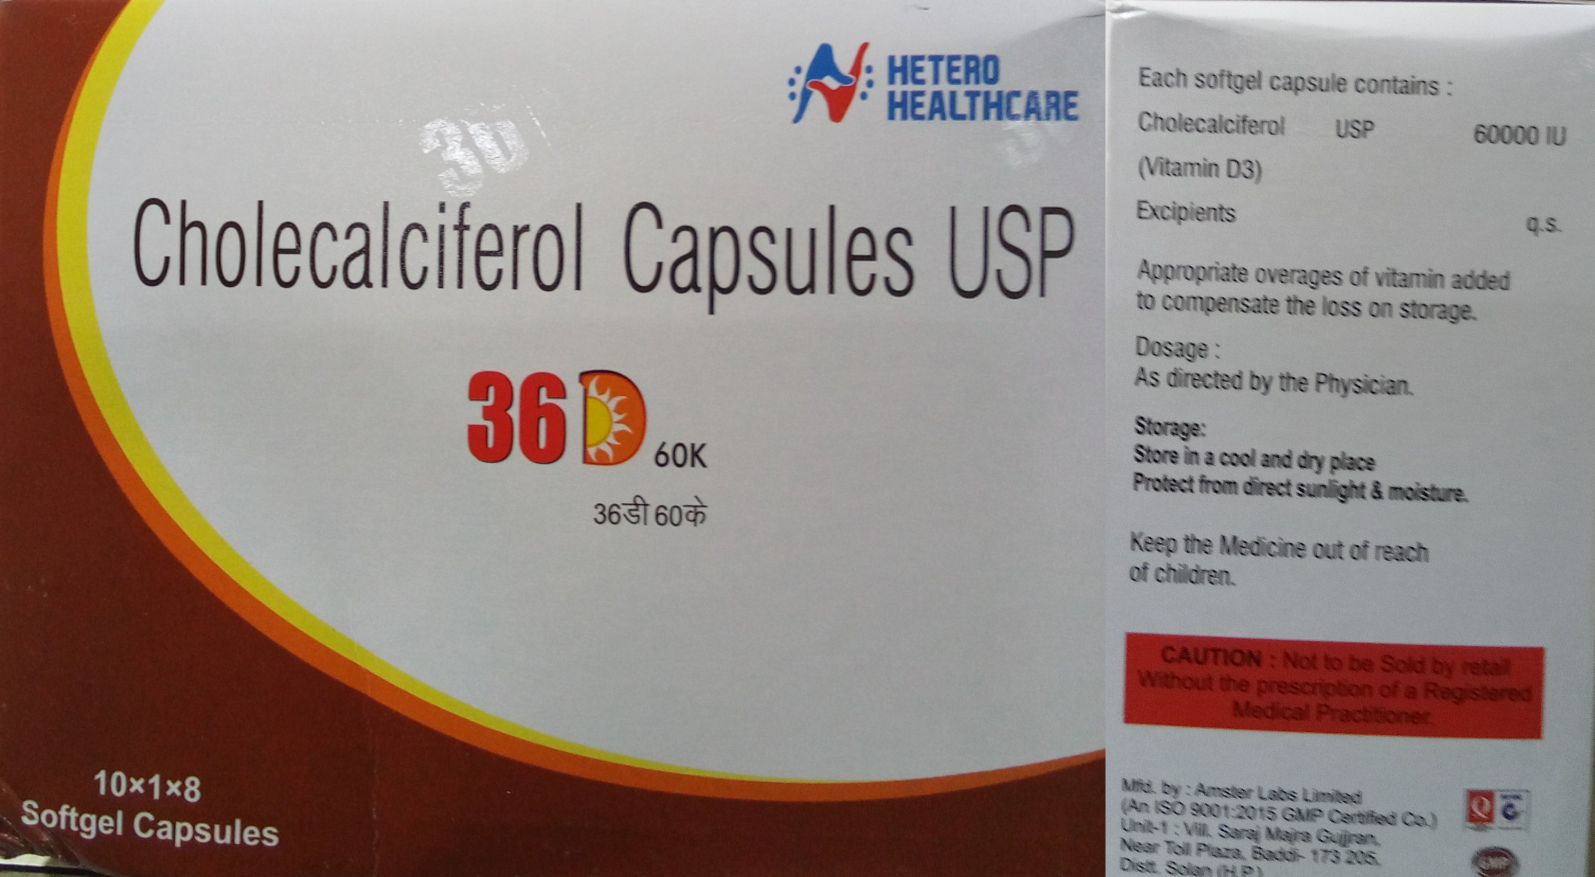 HETERO
HEALTHCARE
Cholecalciferol Capsules USP
36D 60K
36डी 60के
10×1×8
Softgel Capsules
Each softgel capsule contains :
Cholecalciferol USP 60000 IU
(Vitamin D3)
Excipients q.s.
Appropriate overages of vitamin added
to compensate the loss on storage.
Dosage :
As directed by the Physician.
Storage:
Store in a cool and dry place
Protect from direct sunlight & moisture.
Keep the Medicine out of reach
of children.
CAUTION : Not to be Sold by retail
Without the prescription of a Registered
Medical Practitioner.
Mfd. by : Amster Labs Limited
(An ISO 9001:2015 GMP Certified Co.)
Unit-1 : Vill. Saraj Majra Gujjran,
Near Toll Plaza, Baddi- 173 205,
Distt. Solan (H.P.)
GMP